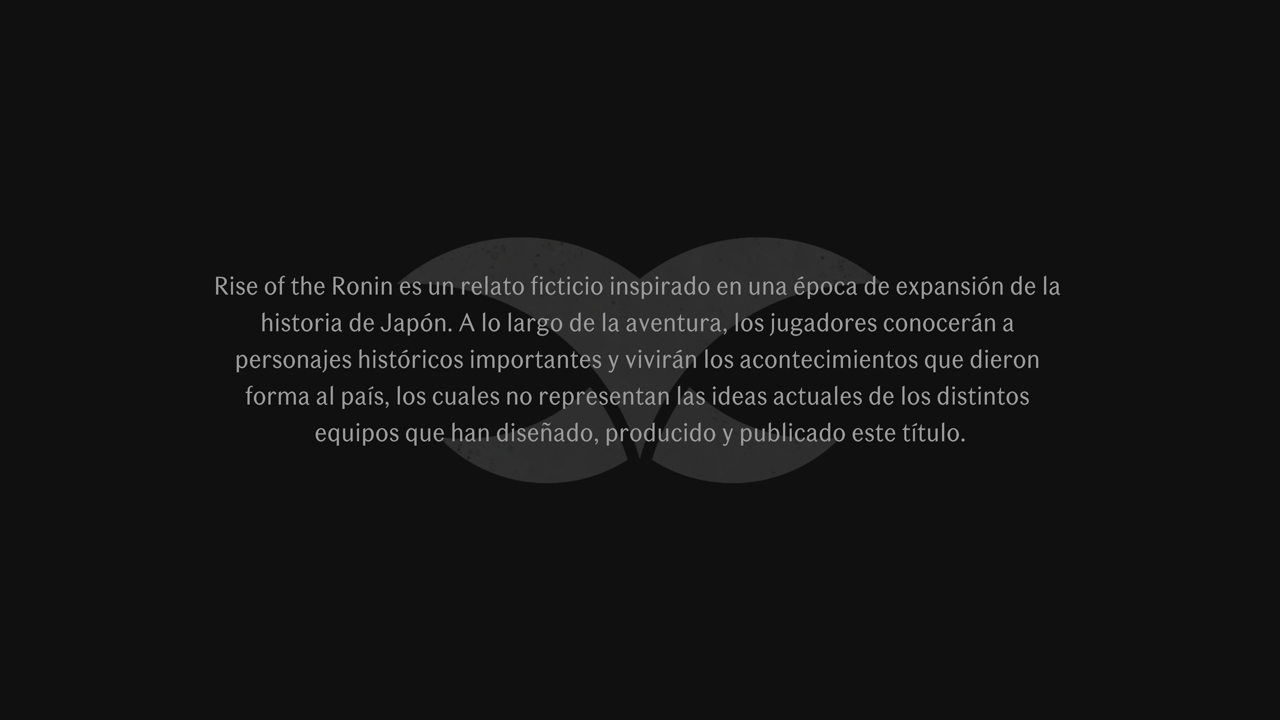 Rise of the Ronin es un relato ficticio inspirado en una época de expansión de la
historia de Japón. A lo largo de la aventura, los jugadores conocerán a
personajes históricos importantes y vivirán los acontecimientos que dieron
forma al país, los cuales no representan las ideas actuales de los distintos
equipos que han diseñado, producido y publicado este título.